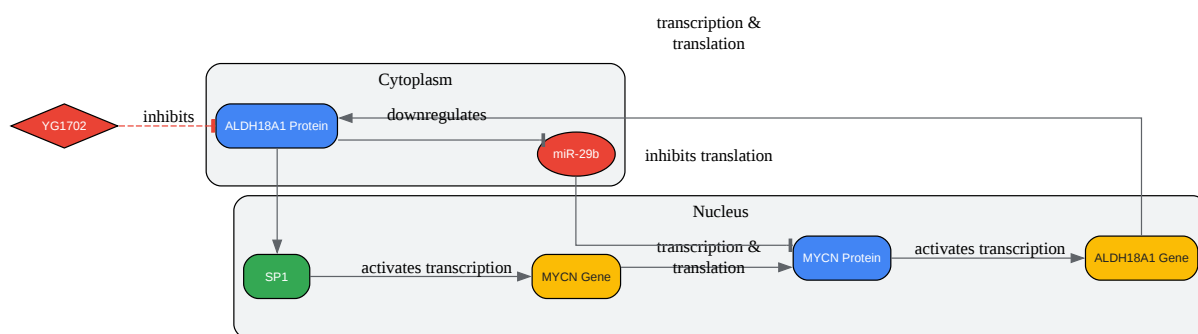 transcription &
translation
Cytoplasm
YG1702
inhibits
ALDH18A1 Protein
downregulates
miR-29b
inhibits translation
Nucleus
SP1
activates transcription
MYCN Gene
transcription &
translation
MYCN Protein
activates transcription
ALDH18A1 Gene